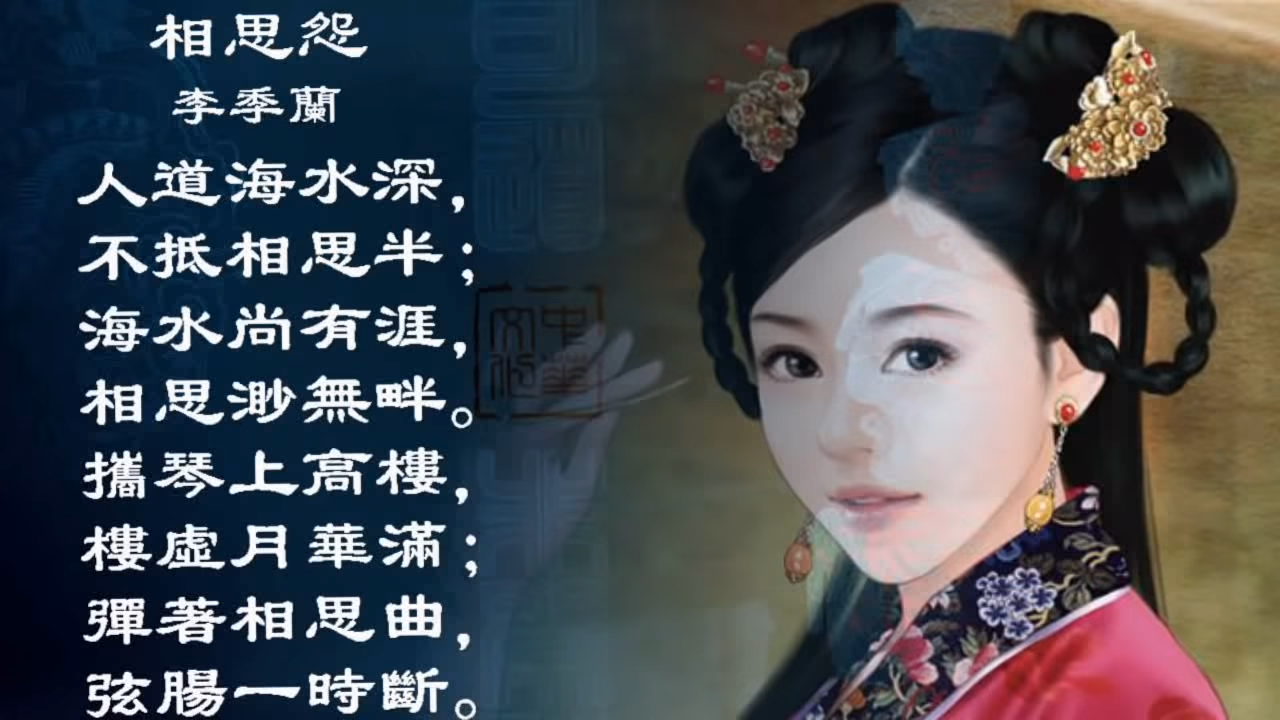 相思怨
李季蘭
人道海水深，
不抵相思半；
海水尚有涯，
相思渺無畔。
攜琴上高樓，
樓虛月華滿；
彈著相思曲，
弦腸一時斷。